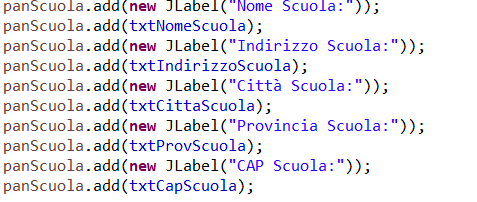 panScuola.add(new JLabel("Nome Scuola:"));
panScuola.add(txtNomeScuola);
panScuola.add(new JLabel("Indirizzo Scuola:"));
panScuola.add(txtIndirizzoScuola);
panScuola.add(new JLabel("Città Scuola:"));
panScuola.add(txtCittaScuola);
panScuola.add(new JLabel("Provincia Scuola:"));
panScuola.add(txtProvScuola);
panScuola.add(new JLabel("CAP Scuola:"));
panScuola.add(txtCapScuola);